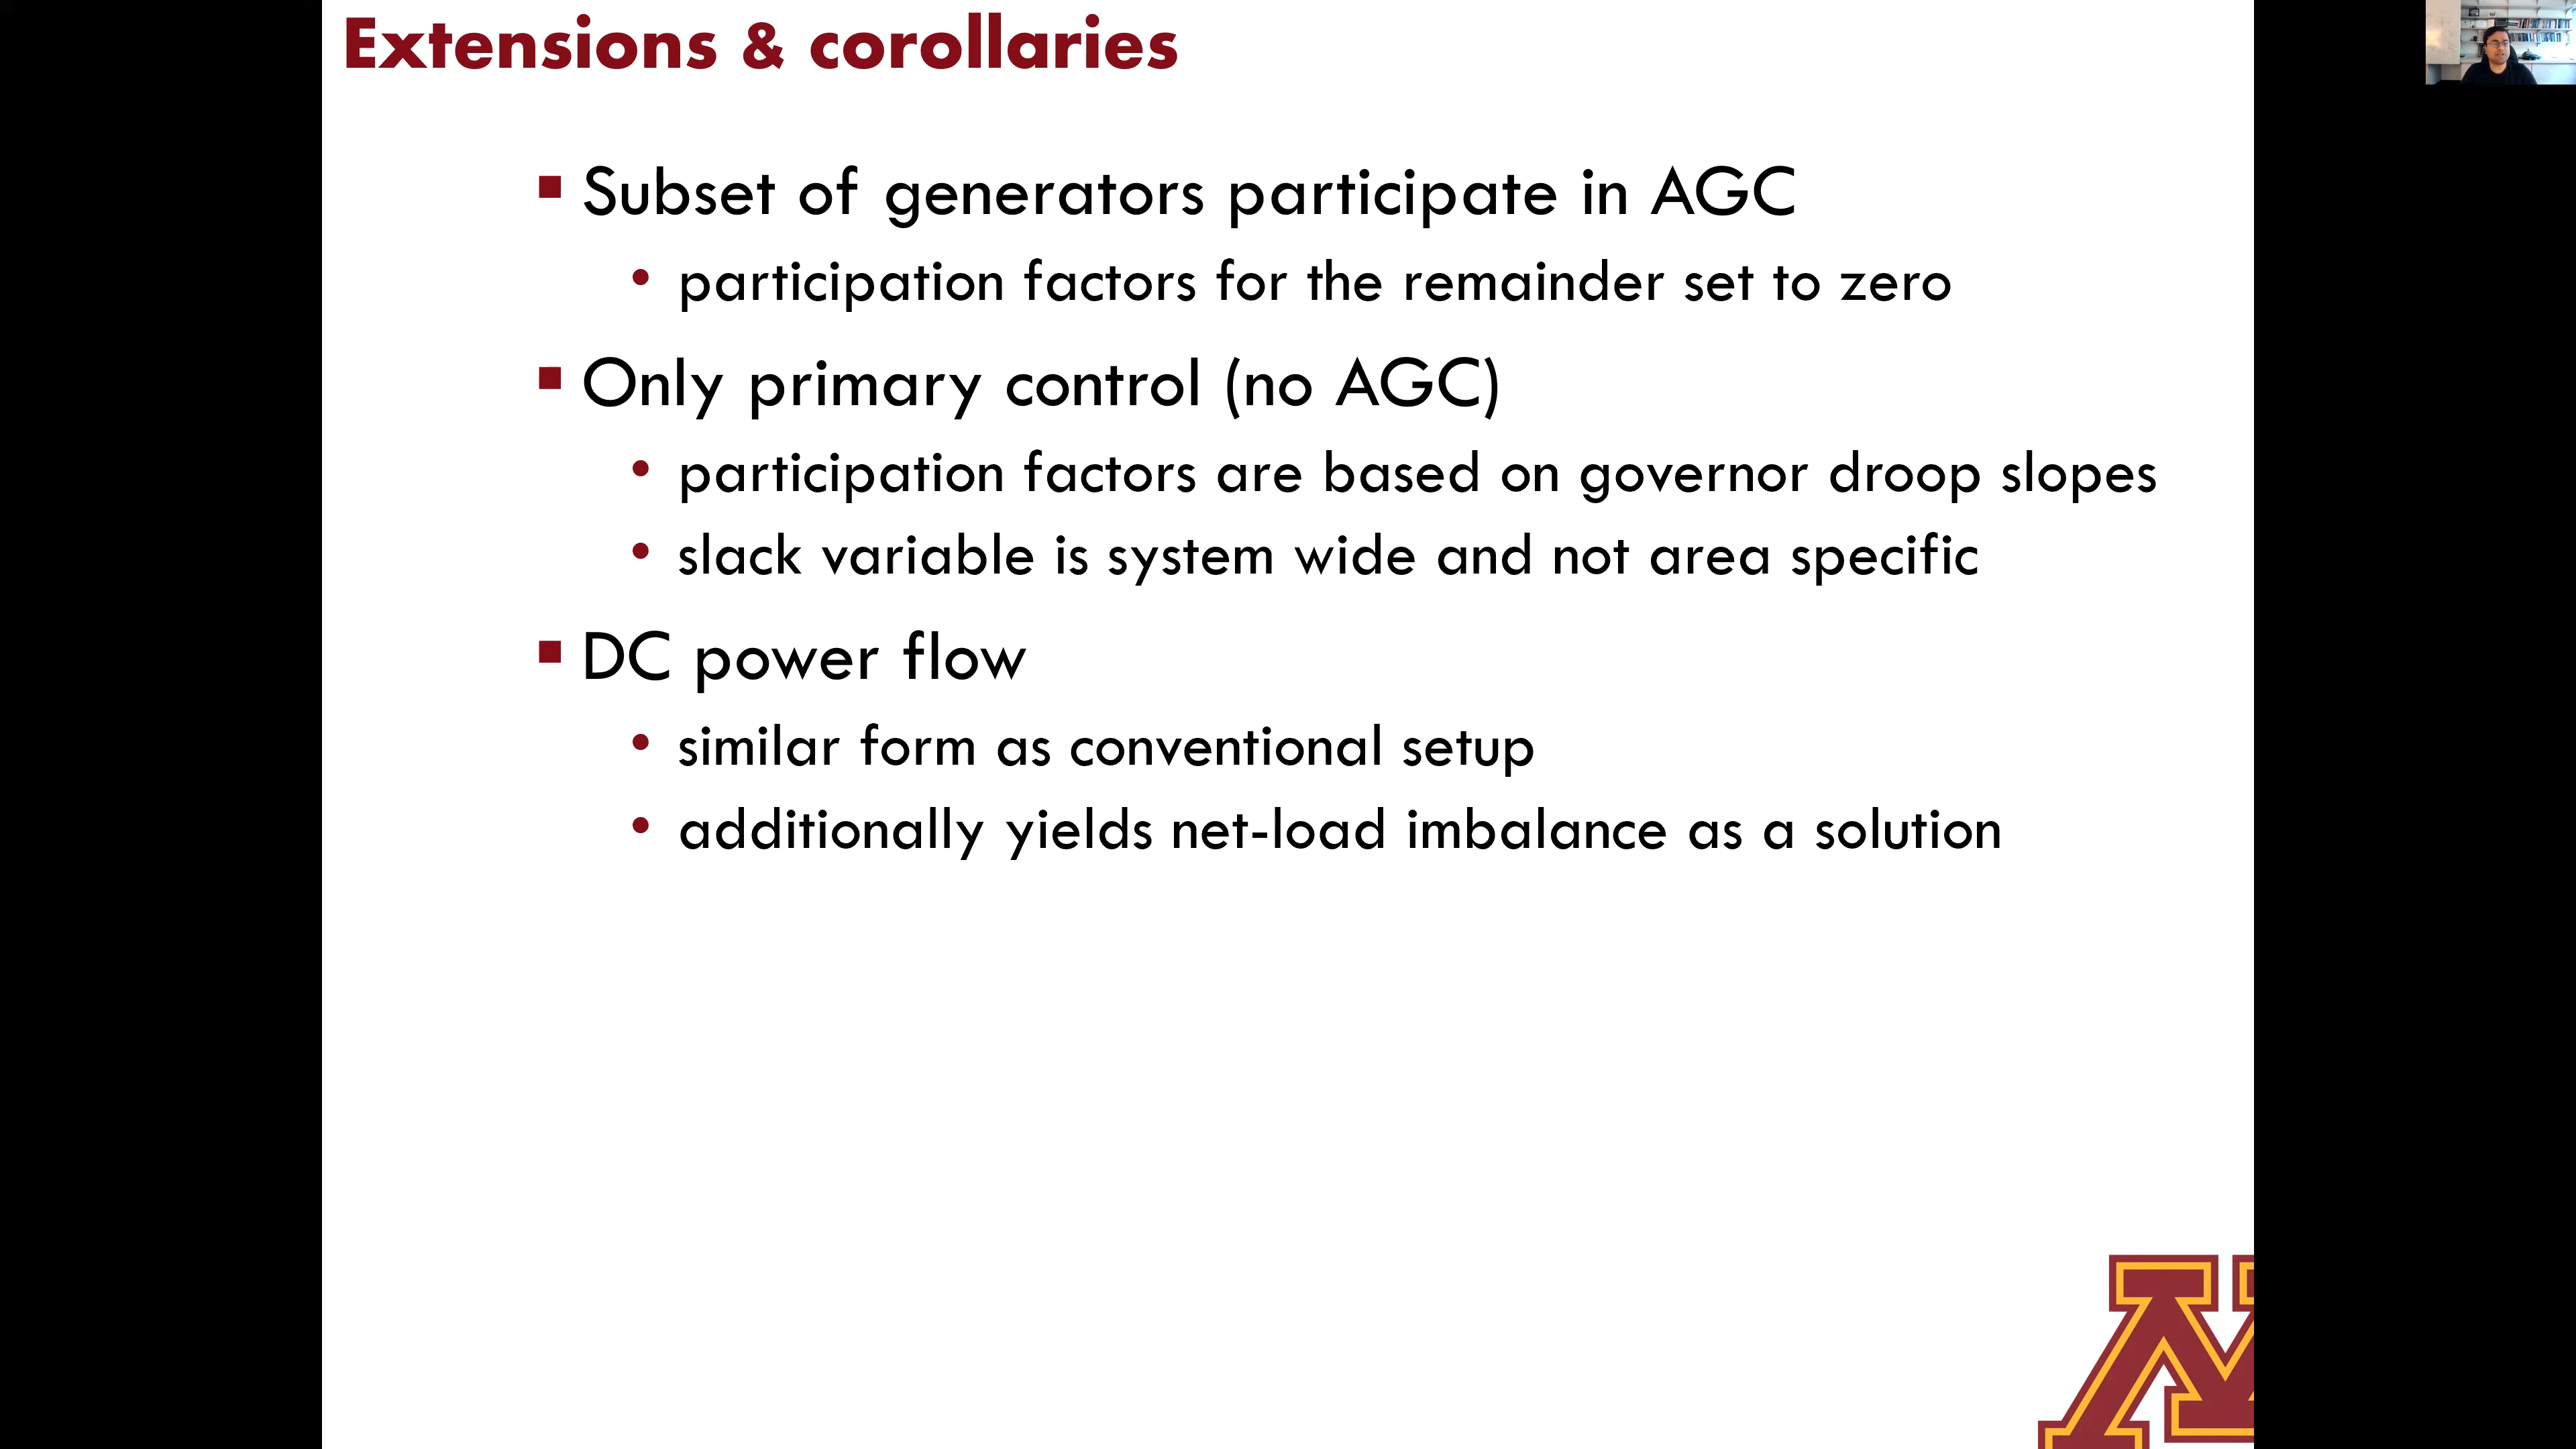 Extensions & corollaries
Subset of generators participate in AGC
participation factors for the remainder set to zero
Only primary control (no AGC)
participation factors are based on governor droop slopes
slack variable is system wide and not area specific
DC power flow
similar form as conventional setup
additionally yields net-load imbalance as a solution